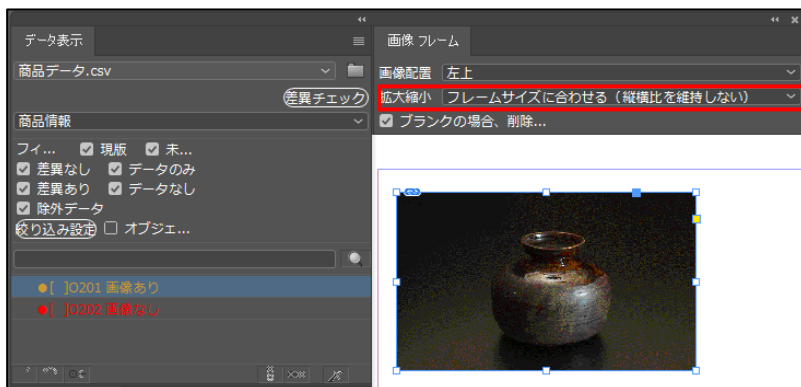 データ表示
商品データ.csv
差異チェック
商品情報
フィ... 現版 未...
差異なし データのみ
差異あり データなし
除外データ
絞り込み設定 オブジェ...
●[ ]O201 画像あり
●[ ]O202 画像なし
画像 フレーム
画像配置 左上
拡大縮小 フレームサイズに合わせる（縦横比を維持しない）
ブランクの場合、削除...